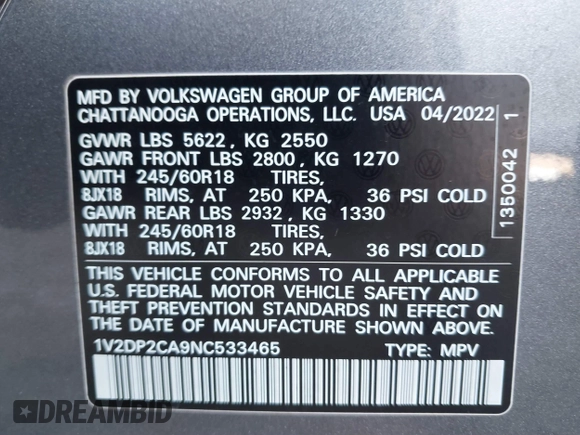 MFD BY VOLKSWAGEN GROUP OF AMERICA
CHATTANOOGA OPERATIONS, LLC. USA 04/2022
GVWR LBS 5622, KG 2550
GAWR FRONT LBS 2800, KG 1270
WITH 245/60R18 TIRES,
8JX18 RIMS, AT 250 KPA, 36 PSI COLD
GAWR REAR LBS 2932, KG 1330
WITH 245/60R18 TIRES,
8JX18 RIMS, AT 250 KPA, 36 PSI COLD
THIS VEHICLE CONFORMS TO ALL APPLICABLE
U.S. FEDERAL MOTOR VEHICLE SAFETY AND
THEFT PREVENTION STANDARDS IN EFFECT ON
THE DATE OF MANUFACTURE SHOWN ABOVE.
1V2DP2CA9NC533465 TYPE: MPV
1350042 1
DREAMBID